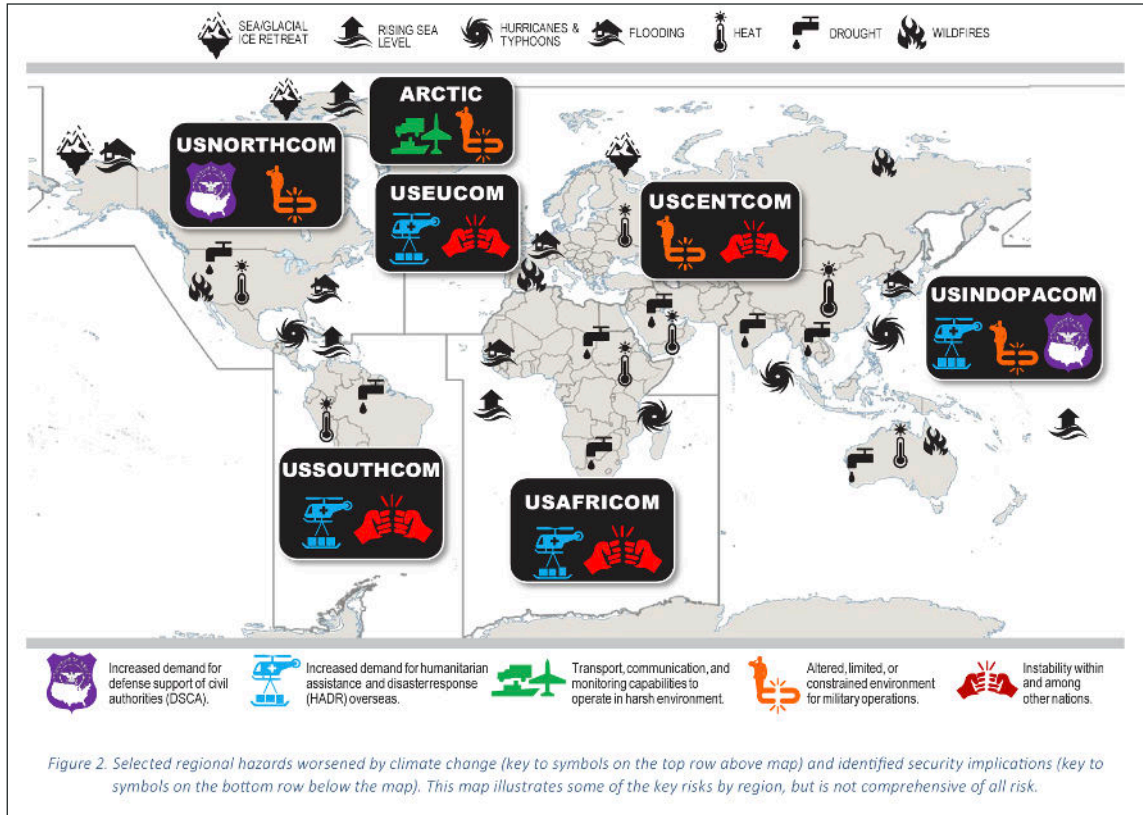 SEA/GLACIAL
ICE RETREAT
RISING SEA
LEVEL
HURRICANES &
TYPHOONS
FLOODING
HEAT
DROUGHT
WILDFIRES
ARCTIC
USNORTHCOM
USEUCOM
USCENTCOM
USINDOPACOM
USSOUTHCOM
USAFRICOM
Increased demand for
defense support of civil
authorities (DSCA).
Increased demand for humanitarian
assistance and disasterresponse
(HADR) overseas.
Transport, communication, and
monitoring capabilities to
operate in harsh environment.
Altered, limited, or
constrained environment
for military operations.
Instability within
and among
other nations.
Figure 2. Selected regional hazards worsened by climate change (key to symbols on the top row above map) and identified security implications (key to
symbols on the bottom row below the map). This map illustrates some of the key risks by region, but is not comprehensive of all risk.